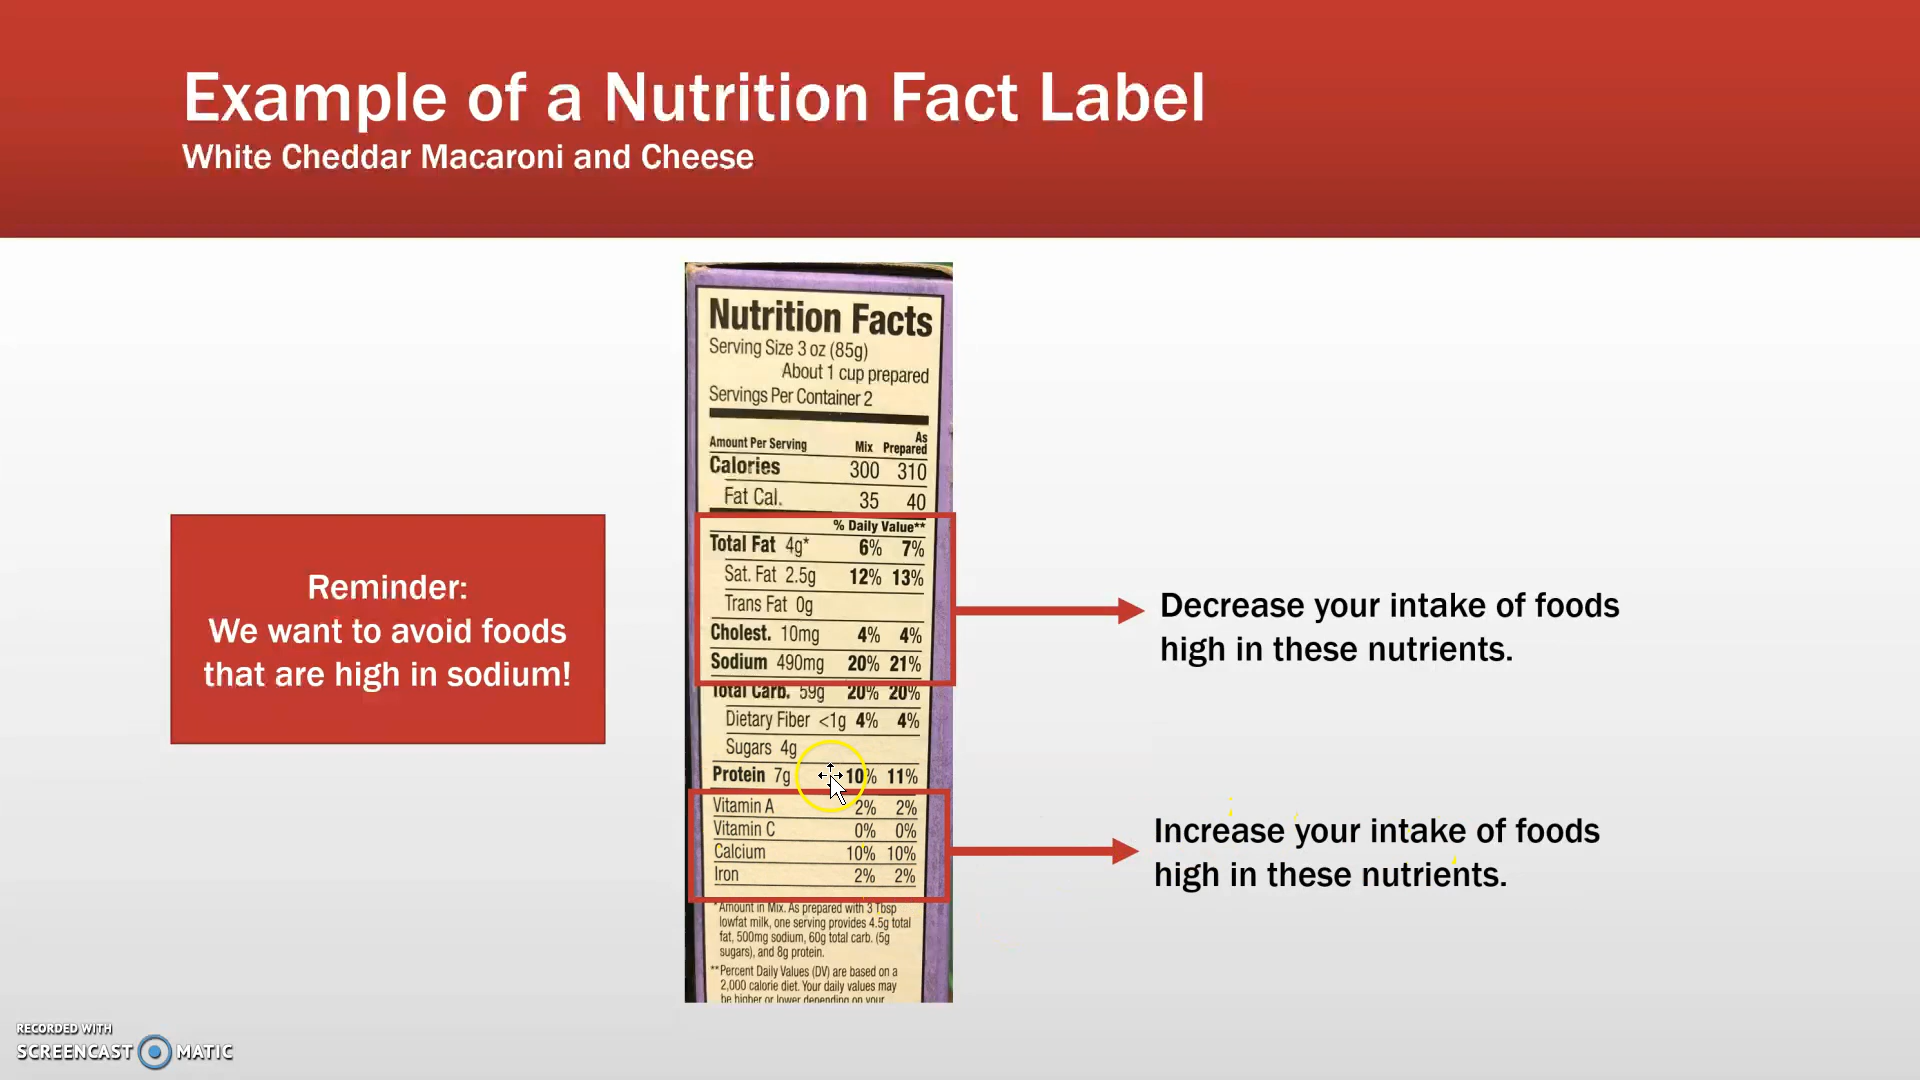 Example of a Nutrition Fact Label
White Cheddar Macaroni and Cheese
Reminder:
We want to avoid foods
that are high in sodium!
Nutrition Facts
Serving Size 3 oz (85g)
About 1 cup prepared
Servings Per Container 2
Amount Per Serving Mix As Prepared
Calories 300 310
Fat Cal. 35 40
% Daily Value**
Total Fat 4g* 6% 7%
Sat. Fat 2.5g 12% 13%
Trans Fat 0g
Cholest. 10mg 4% 4%
Sodium 490mg 20% 21%
Total Carb. 59g 20% 20%
Dietary Fiber <1g 4% 4%
Sugars 4g
Protein 7g 10% 11%
Vitamin A 2% 2%
Vitamin C 0% 0%
Calcium 10% 10%
Iron 2% 2%
*Amount in Mix. As prepared with 3 Tbsp
lowfat milk, one serving provides 4.5g total
fat, 500mg sodium, 60g total carb. (5g
sugars), and 8g protein.
**Percent Daily Values (DV) are based on a
2,000 calorie diet. Your daily values may
be higher or lower depending on your
Decrease your intake of foods
high in these nutrients.
Increase your intake of foods
high in these nutrients.
RECORDED WITH
SCREENCAST MATIC